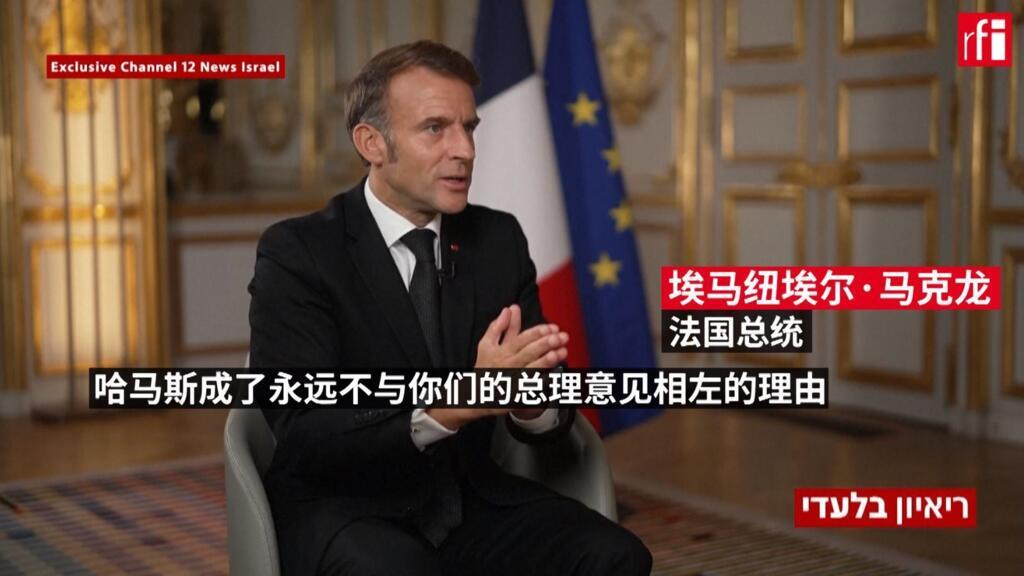 rfi
Exclusive Channel 12 News Israel
埃马纽埃尔·马克龙
法国总统
哈马斯成了永远不与你们的总理意见相左的理由
ריאיון בלעדי